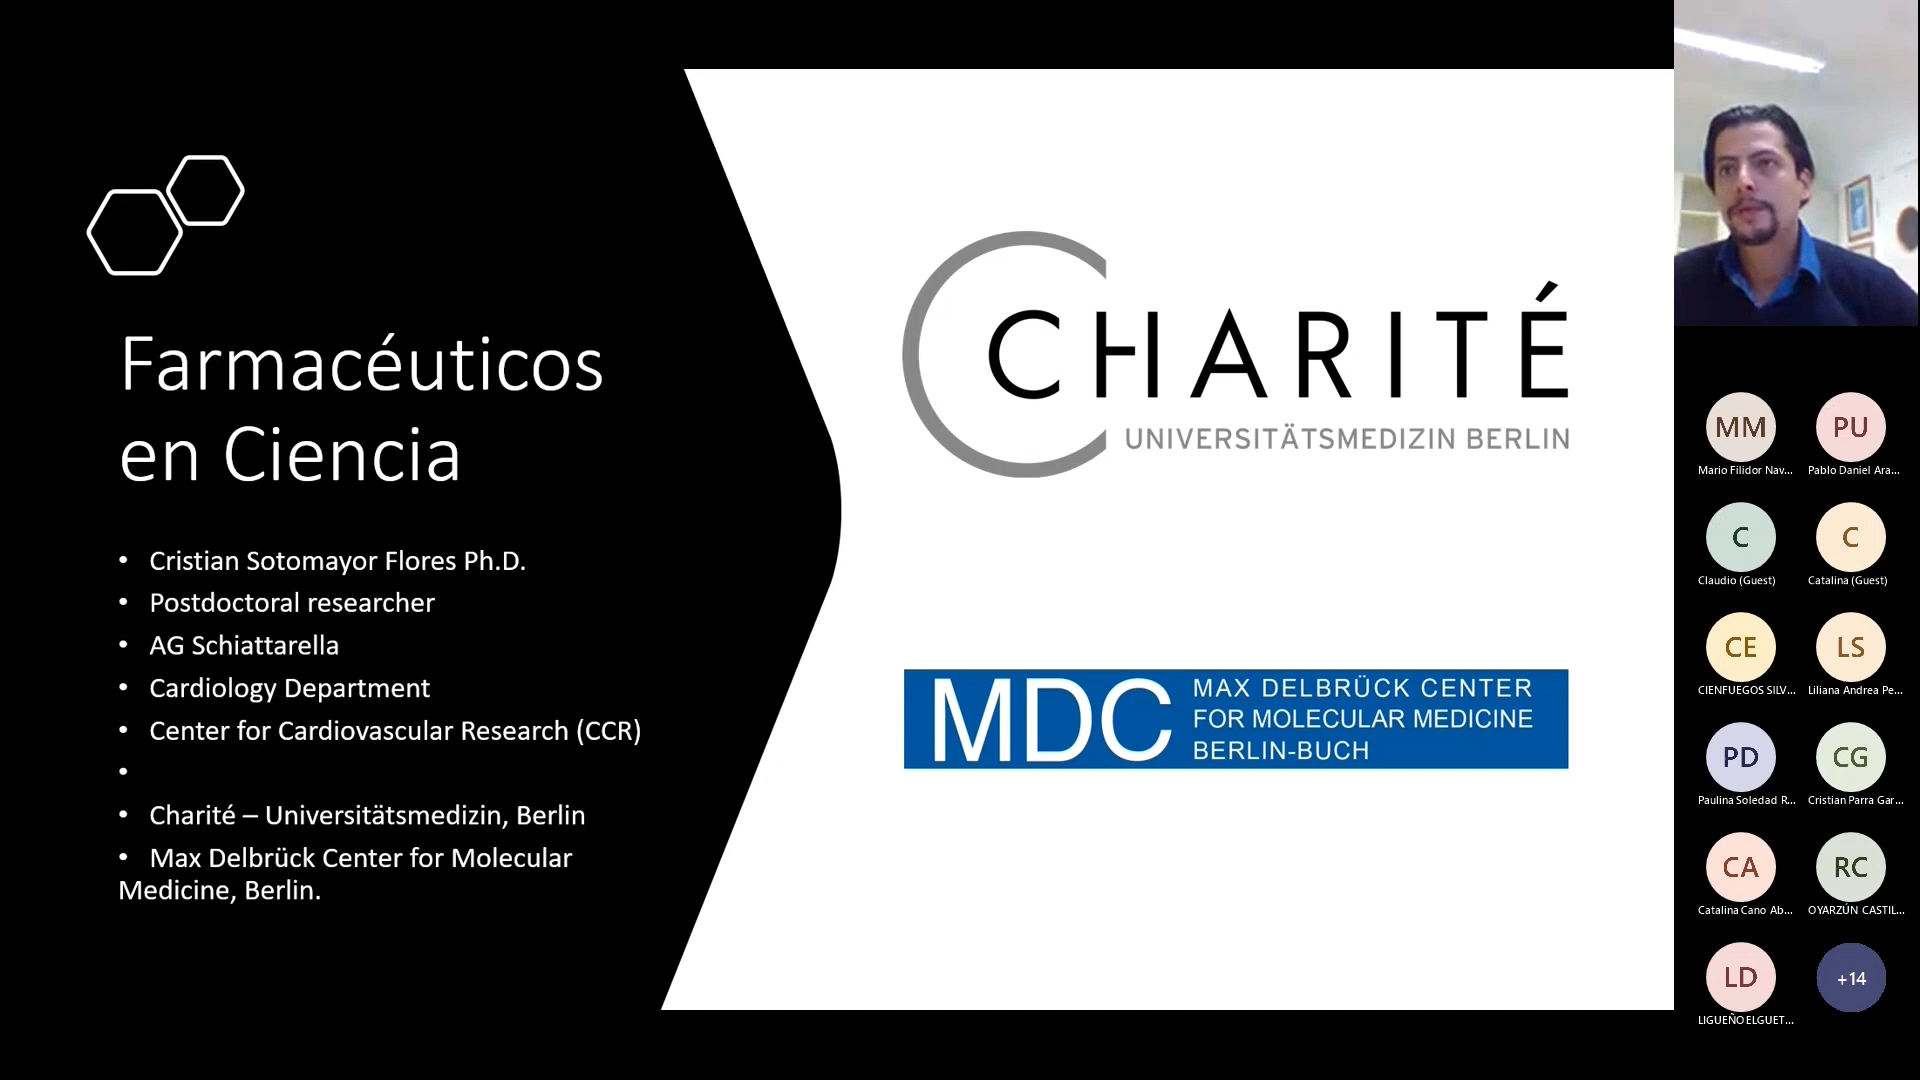 Farmacéuticos
en Ciencia
• Cristian Sotomayor Flores Ph.D.
• Postdoctoral researcher
• AG Schiattarella
• Cardiology Department
• Center for Cardiovascular Research (CCR)
•
• Charité – Universitätsmedizin, Berlin
• Max Delbrück Center for Molecular
Medicine, Berlin.
CHARITÉ
UNIVERSITÄTSMEDIZIN BERLIN
MDC
MAX DELBRÜCK CENTER
FOR MOLECULAR MEDICINE
BERLIN-BUCH
MM
Mario Filidor Nav...
PU
Pablo Daniel Ara...
C
Claudio (Guest)
C
Catalina (Guest)
CE
CIENFUEGOS SILV...
LS
Liliana Andrea Pe...
PD
Paulina Soledad R...
CG
Cristian Parra Gar...
CA
Catalina Cano Ab...
RC
OYARZÚN CASTIL...
LD
LIGUEÑO ELGUET...
+14